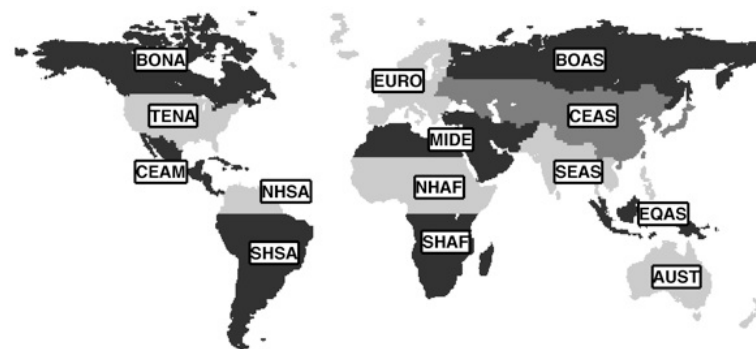 BONA
BOAS
EURO
TENA
CEAS
MIDE
CEAM
SEAS
NHSA
NHAF
EQAS
SHAF
SHSA
AUST